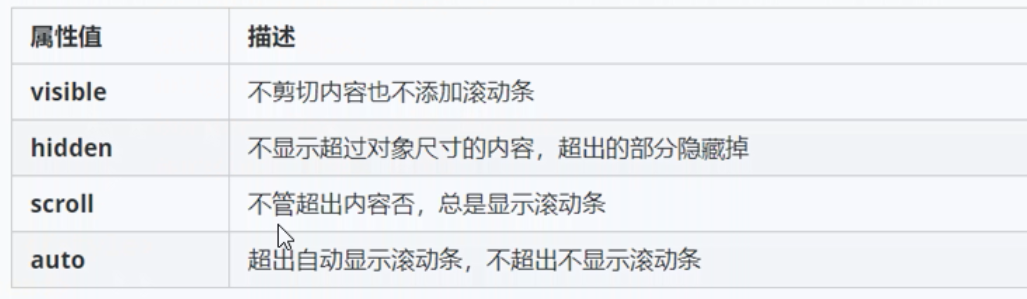 属性值 描述
visible 不剪切内容也不添加滚动条
hidden 不显示超过对象尺寸的内容，超出的部分隐藏掉
scroll 不管超出内容否，总是显示滚动条
auto 超出自动显示滚动条，不超出不显示滚动条